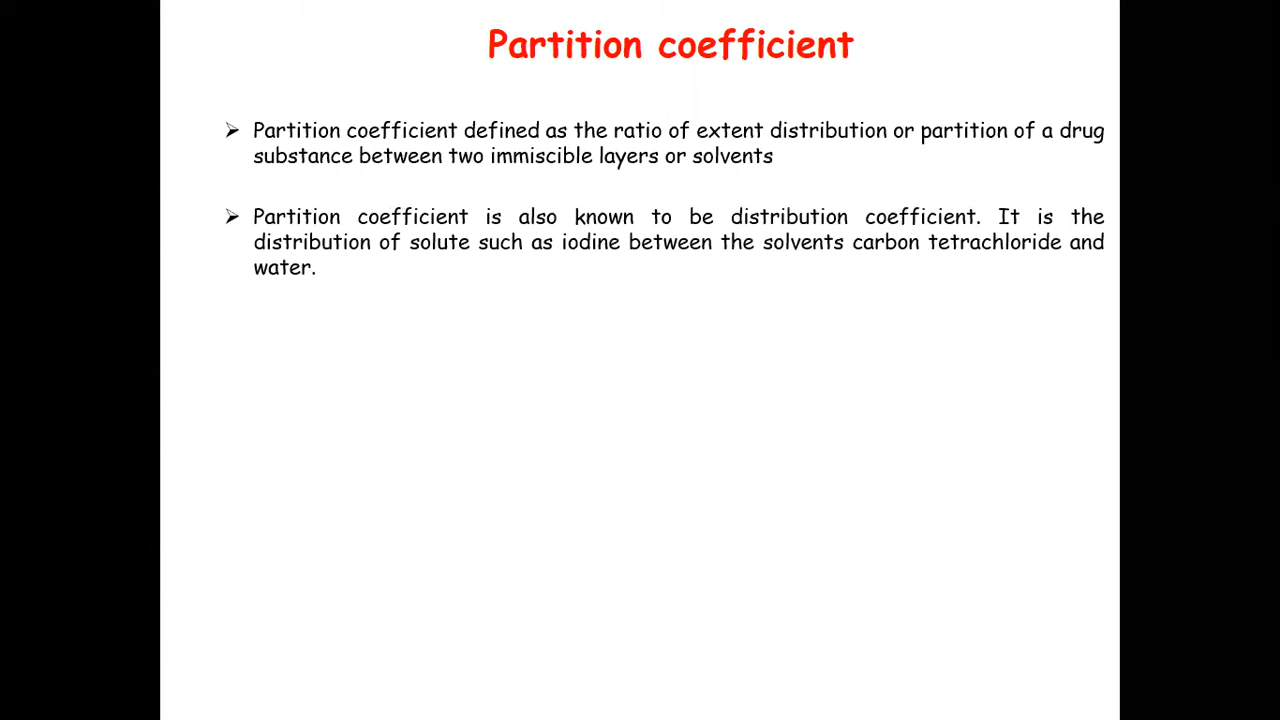 Partition coefficient
➢ Partition coefficient defined as the ratio of extent distribution or partition of a drug
substance between two immiscible layers or solvents
➢ Partition coefficient is also known to be distribution coefficient. It is the
distribution of solute such as iodine between the solvents carbon tetrachloride and
water.